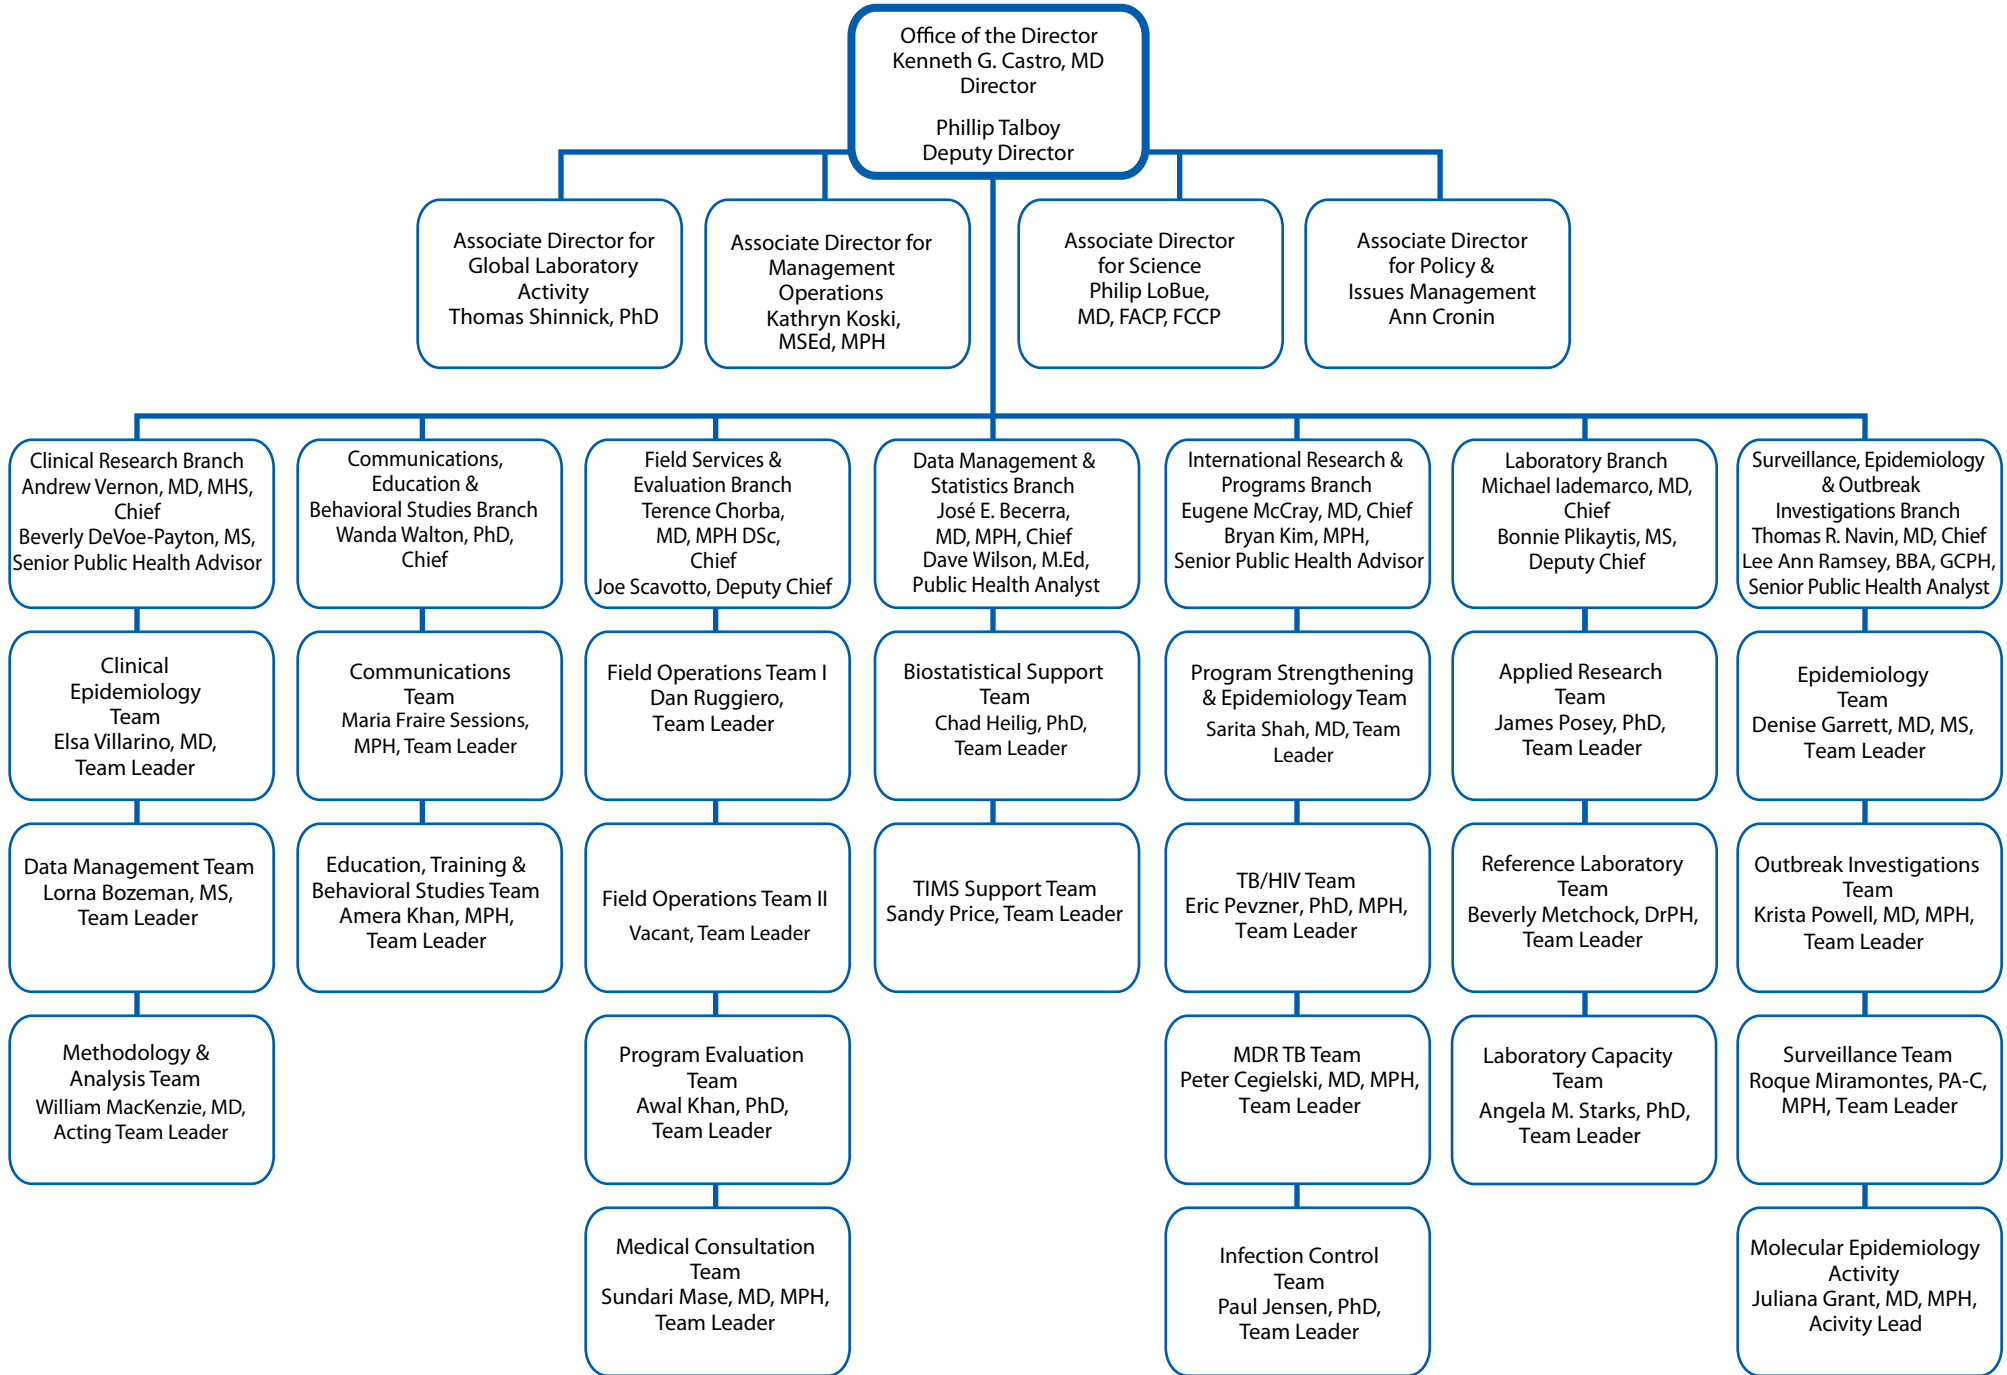 Office of the Director
Kenneth G. Castro, MD
Director
Phillip Talboy
Deputy Director
Associate Director for
Global Laboratory
Activity
Thomas Shinnick, PhD
Associate Director for
Management
Operations
Kathryn Koski,
MSEd, MPH
Associate Director
for Science
Philip LoBue,
MD, FACP, FCCP
Associate Director
for Policy &
Issues Management
Ann Cronin
Clinical Research Branch
Andrew Vernon, MD, MHS,
Chief
Beverly DeVoe-Payton, MS,
Senior Public Health Advisor
Communications,
Education &
Behavioral Studies Branch
Wanda Walton, PhD,
Chief
Field Services &
Evaluation Branch
Terence Chorba,
MD, MPH DSc,
Chief
Joe Scavotto, Deputy Chief
Data Management &
Statistics Branch
José E. Becerra,
MD, MPH, Chief
Dave Wilson, M.Ed,
Public Health Analyst
International Research &
Programs Branch
Eugene McCray, MD, Chief
Bryan Kim, MPH,
Senior Public Health Advisor
Laboratory Branch
Michael Iademarco, MD,
Chief
Bonnie Plikaytis, MS,
Deputy Chief
Surveillance, Epidemiology
& Outbreak
Investigations Branch
Thomas R. Navin, MD, Chief
Lee Ann Ramsey, BBA, GCPH,
Senior Public Health Analyst
Clinical
Epidemiology
Team
Elsa Villarino, MD,
Team Leader
Communications
Team
Maria Fraire Sessions,
MPH, Team Leader
Field Operations Team I
Dan Ruggiero,
Team Leader
Biostatistical Support
Team
Chad Heilig, PhD,
Team Leader
Program Strengthening
& Epidemiology Team
Sarita Shah, MD, Team
Leader
Applied Research
Team
James Posey, PhD,
Team Leader
Epidemiology
Team
Denise Garrett, MD, MS,
Team Leader
Data Management Team
Lorna Bozeman, MS,
Team Leader
Education, Training &
Behavioral Studies Team
Amera Khan, MPH,
Team Leader
Field Operations Team II
Vacant, Team Leader
TIMS Support Team
Sandy Price, Team Leader
TB/HIV Team
Eric Pevzner, PhD, MPH,
Team Leader
Reference Laboratory
Team
Beverly Metchock, DrPH,
Team Leader
Outbreak Investigations
Team
Krista Powell, MD, MPH,
Team Leader
Methodology &
Analysis Team
William MacKenzie, MD,
Acting Team Leader
Program Evaluation
Team
Awal Khan, PhD,
Team Leader
MDR TB Team
Peter Cegielski, MD, MPH,
Team Leader
Laboratory Capacity
Team
Angela M. Starks, PhD,
Team Leader
Surveillance Team
Roque Miramontes, PA-C,
MPH, Team Leader
Medical Consultation
Team
Sundari Mase, MD, MPH,
Team Leader
Infection Control
Team
Paul Jensen, PhD,
Team Leader
Molecular Epidemiology
Activity
Juliana Grant, MD, MPH,
Acivity Lead